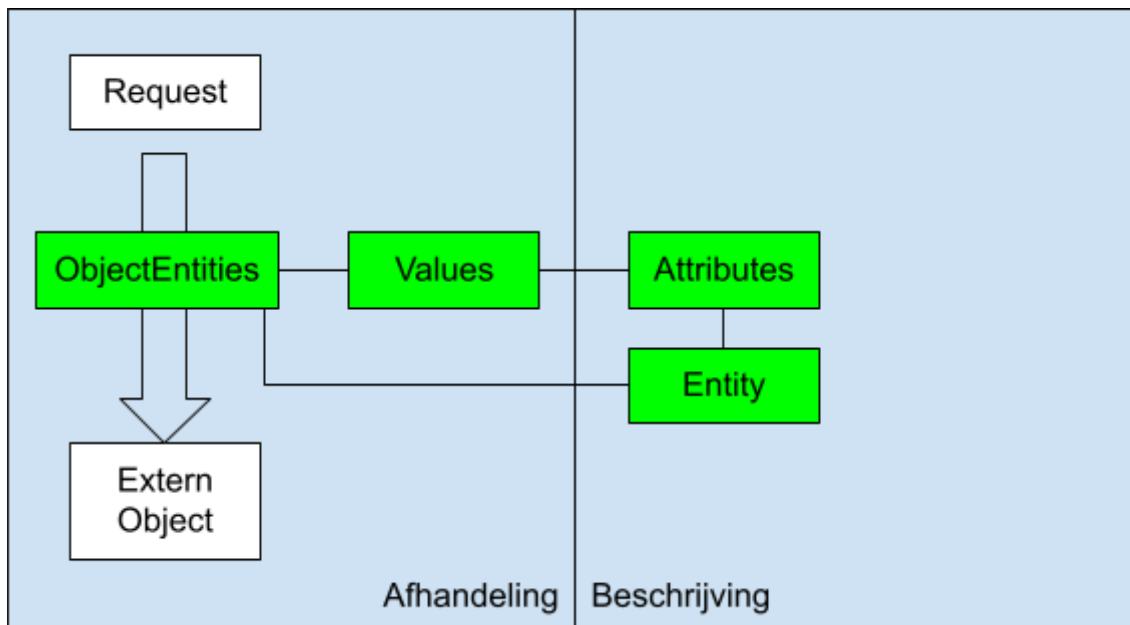 Request
ObjectEntities
Values
Attributes
Entity
Extern
Object
Afhandeling
Beschrijving